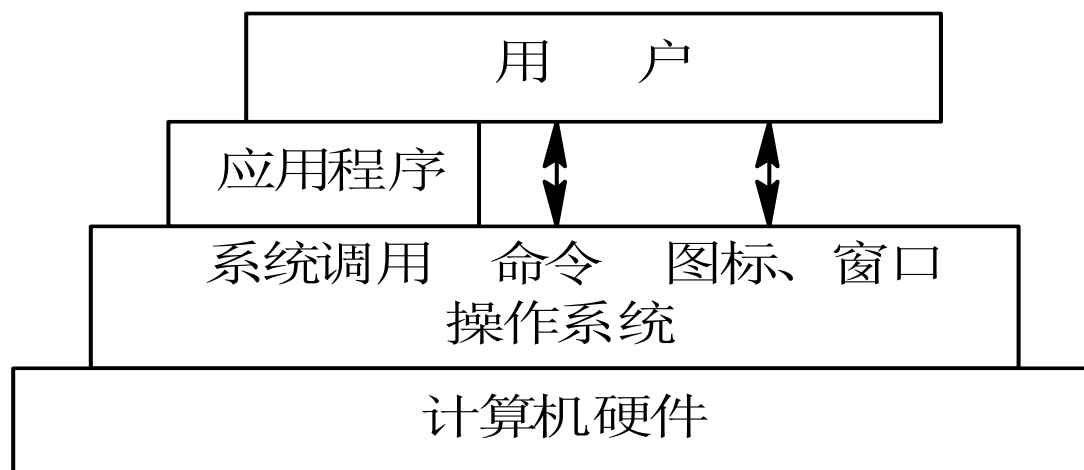 用 户
应用程序
系统调用 命令 图标、窗口
操作系统
计算机硬件